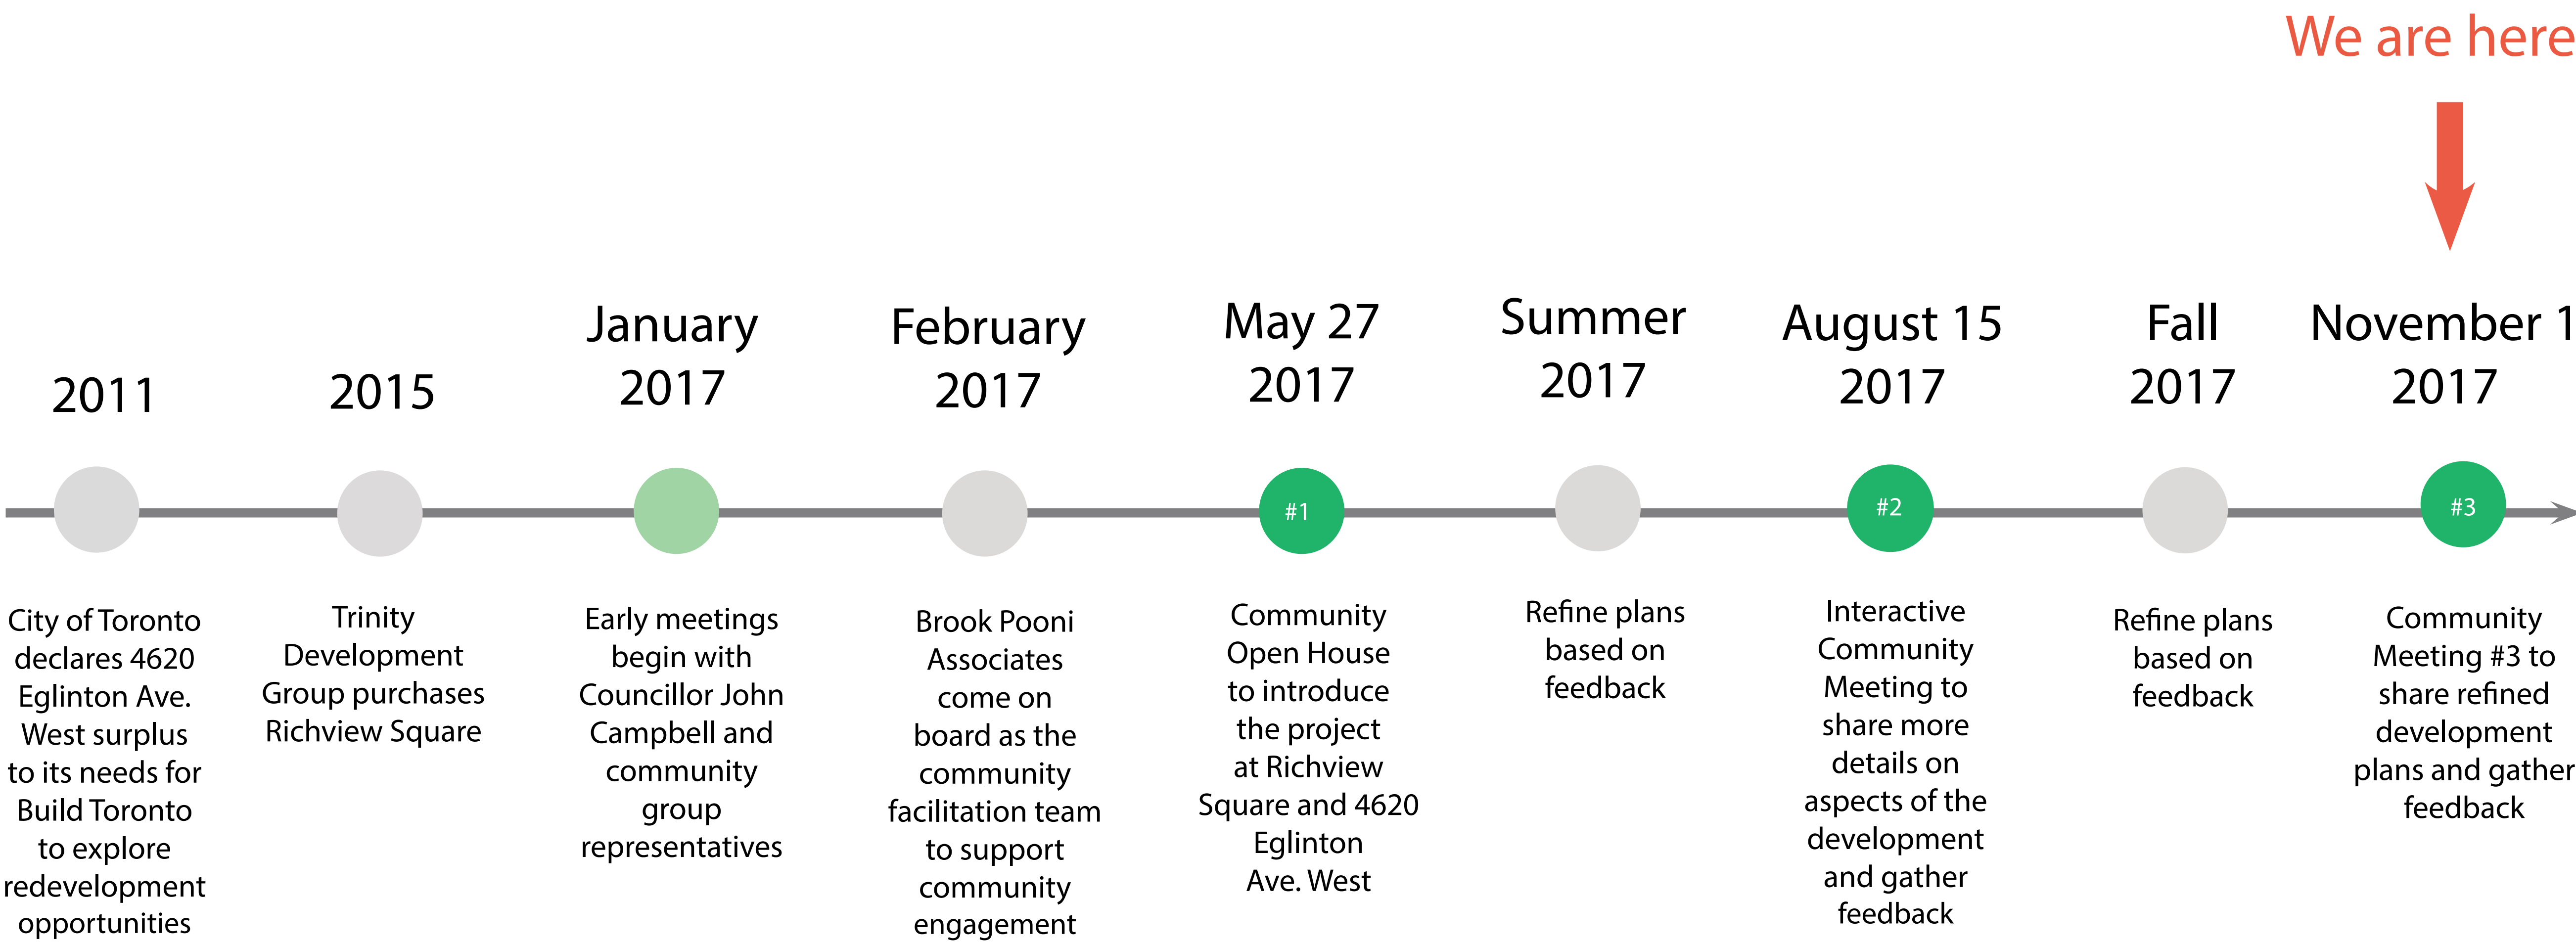 We are here
2011
City of Toronto
declares 4620
Eglinton Ave.
West surplus
to its needs for
Build Toronto
to explore
redevelopment
opportunities
2015
Trinity
Development
Group purchases
Richview Square
January
2017
Early meetings
begin with
Councillor John
Campbell and
community
group
representatives
February
2017
Brook Pooni
Associates
come on
board as the
community
facilitation team
to support
community
engagement
May 27
2017
#1
Community
Open House
to introduce
the project
at Richview
Square and 4620
Eglinton
Ave. West
Summer
2017
Refine plans
based on
feedback
August 15
2017
#2
Interactive
Community
Meeting to
share more
details on
aspects of the
development
and gather
feedback
Fall
2017
Refine plans
based on
feedback
November 1
2017
#3
Community
Meeting #3 to
share refined
development
plans and gather
feedback